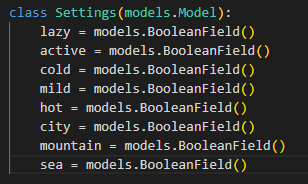 class Settings(models.Model):
    lazy = models.BooleanField()
    active = models.BooleanField()
    cold = models.BooleanField()
    mild = models.BooleanField()
    hot = models.BooleanField()
    city = models.BooleanField()
    mountain = models.BooleanField()
    sea = models.BooleanField()